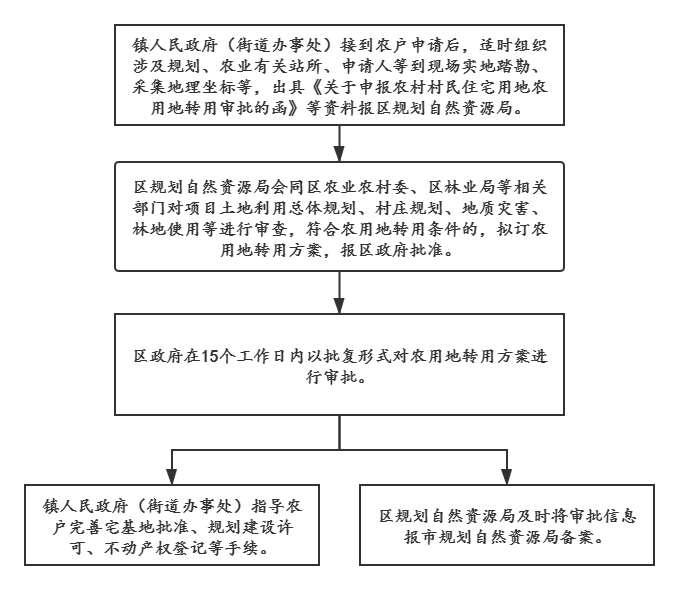 镇人民政府（街道办事处）接到农户申请后，适时组织
涉及规划、农业有关站所、申请人等到现场实地踏勘、
采集地理坐标等，出具《关于申报农村村民住宅用地农
用地转用审批的函》等资料报区规划自然资源局。
区规划自然资源局会同区农业农村委、区林业局等相关
部门对项目土地利用总体规划、村庄规划、地质灾害、
林地使用等进行审查，符合农用地转用条件的，拟订农
用地转用方案，报区政府批准。
区政府在15个工作日内以批复形式对农用地转用方案进
行审批。
镇人民政府（街道办事处）指导农
户完善宅基地批准、规划建设许
可、不动产权登记等手续。
区规划自然资源局及时将审批信息
报市规划自然资源局备案。